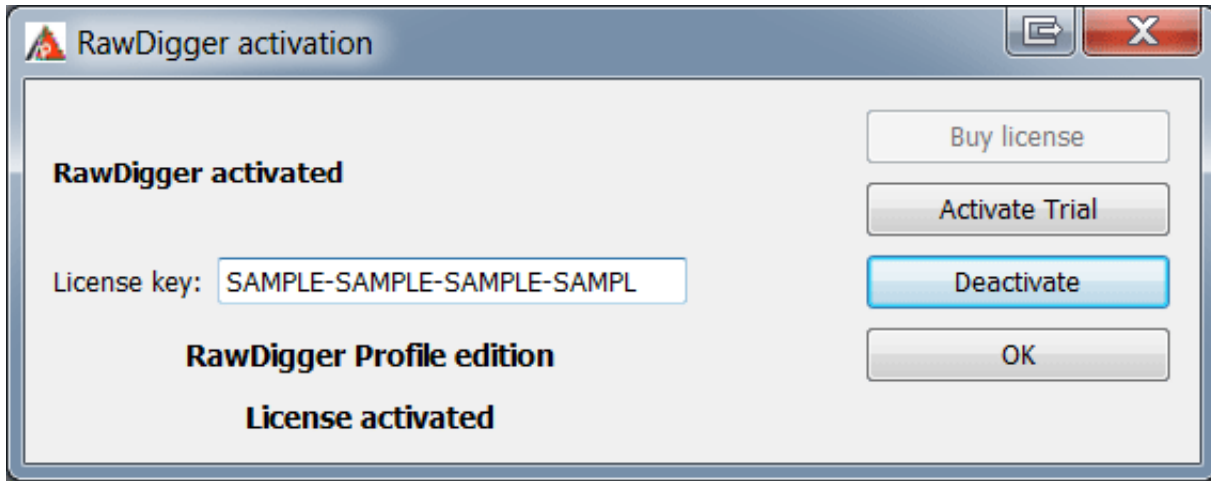 RawDigger activation
Buy license
RawDigger activated
Activate Trial
License key: SAMPLE-SAMPLE-SAMPLE-SAMPL
Deactivate
RawDigger Profile edition
OK
License activated